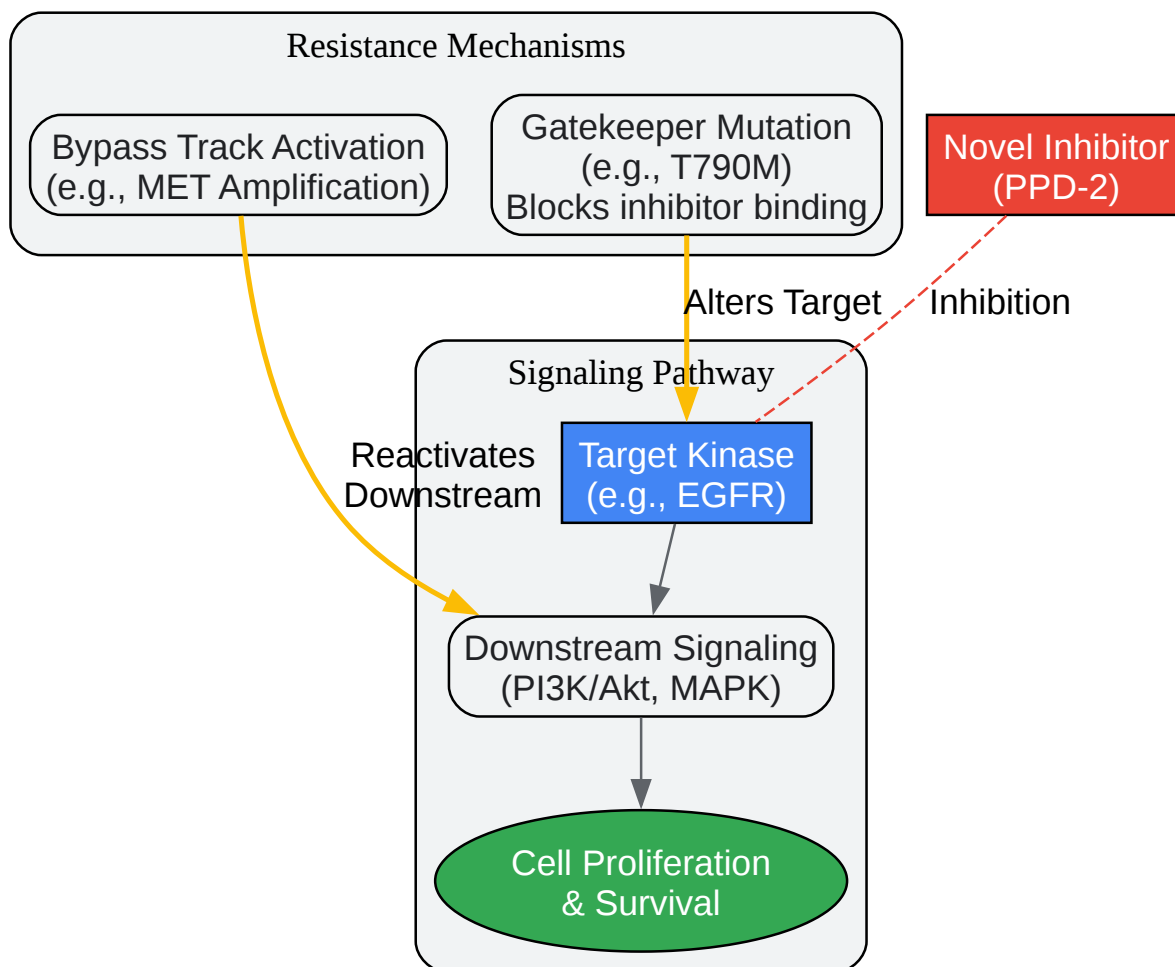 Resistance Mechanisms
Bypass Track Activation
(e.g., MET Amplification)
Gatekeeper Mutation
(e.g., T790M)
Blocks inhibitor binding
Novel Inhibitor
(PPD-2)
Alters Target
Inhibition
Signaling Pathway
Reactivates
Downstream
Target Kinase
(e.g., EGFR)
Downstream Signaling
(PI3K/Akt, MAPK)
Cell Proliferation
& Survival